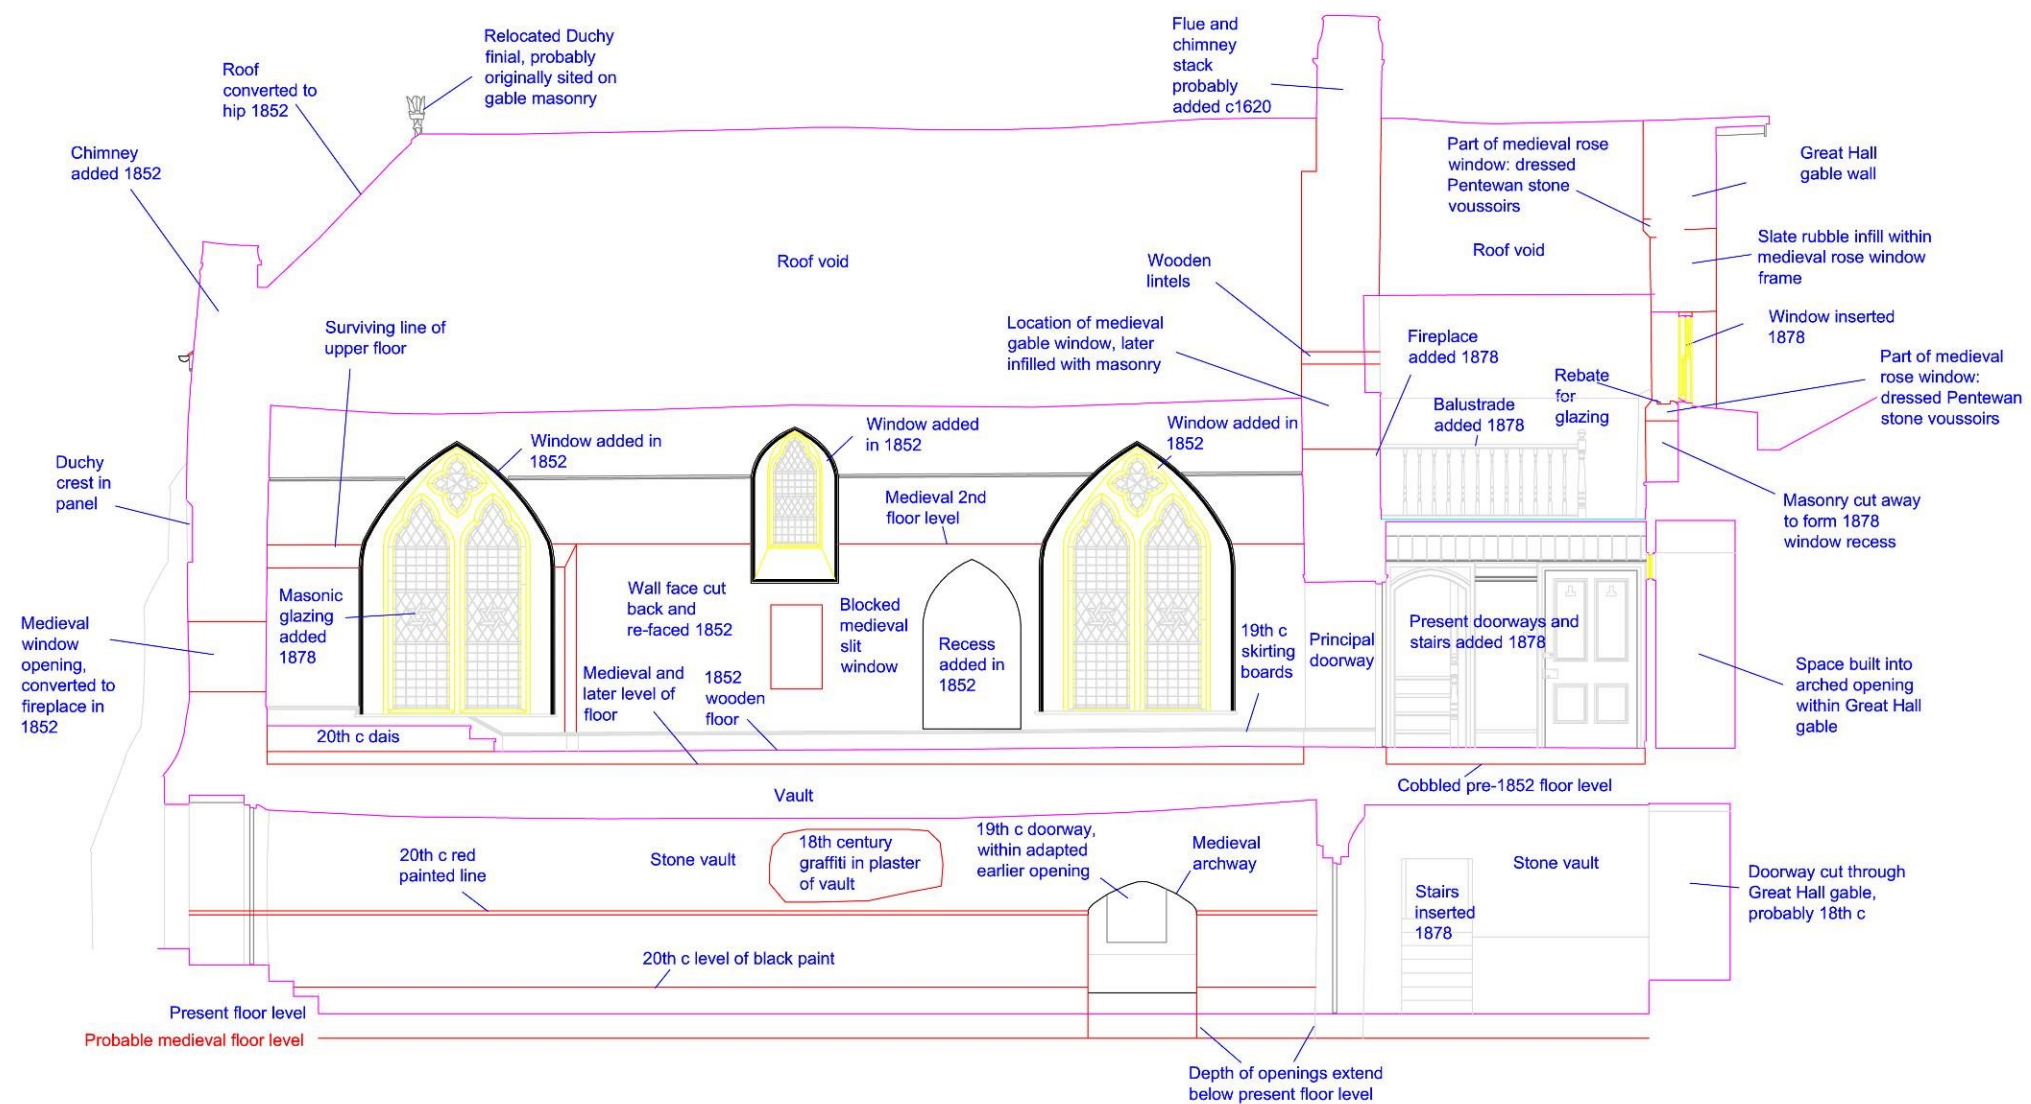 Flue and
chimney
stack
probably
added c1620
Relocated Duchy
finial, probably
originally sited on
gable masonry
Roof
converted to
hip 1852
Chimney
added 1852
Part of medieval rose
window: dressed
Pentewan stone
voussoirs
Great Hall
gable wall
Roof void
Roof void
Slate rubble infill within
medieval rose window
frame
Wooden
lintels
Surviving line of
upper floor
Location of medieval
gable window, later
infilled with masonry
Fireplace
added 1878
Window inserted
1878
Part of medieval
rose window:
dressed Pentewan
stone voussoirs
Rebate
for
glazing
Balustrade
added 1878
Window added in
1852
Window added
in 1852
Window added in
1852
Duchy
crest in
panel
Medieval 2nd
floor level
Masonry cut away
to form 1878
window recess
Medieval
window
opening,
converted to
fireplace in
1852
Masonic
glazing
added
1878
Wall face cut
back and
re-faced 1852
Blocked
medieval
slit
window
Recess
added in
1852
19th c
skirting
boards
Principal
doorway
Present doorways and
stairs added 1878
Space built into
arched opening
within Great Hall
gable
Medieval and
later level of
floor
1852
wooden
floor
20th c dais
Cobbled pre-1852 floor level
Vault
20th c red
painted line
Stone vault
18th century
graffiti in plaster
of vault
19th c doorway,
within adapted
earlier opening
Medieval
archway
Stone vault
Stairs
inserted
1878
Doorway cut through
Great Hall gable,
probably 18th c
20th c level of black paint
Present floor level
Probable medieval floor level
Depth of openings extend
below present floor level